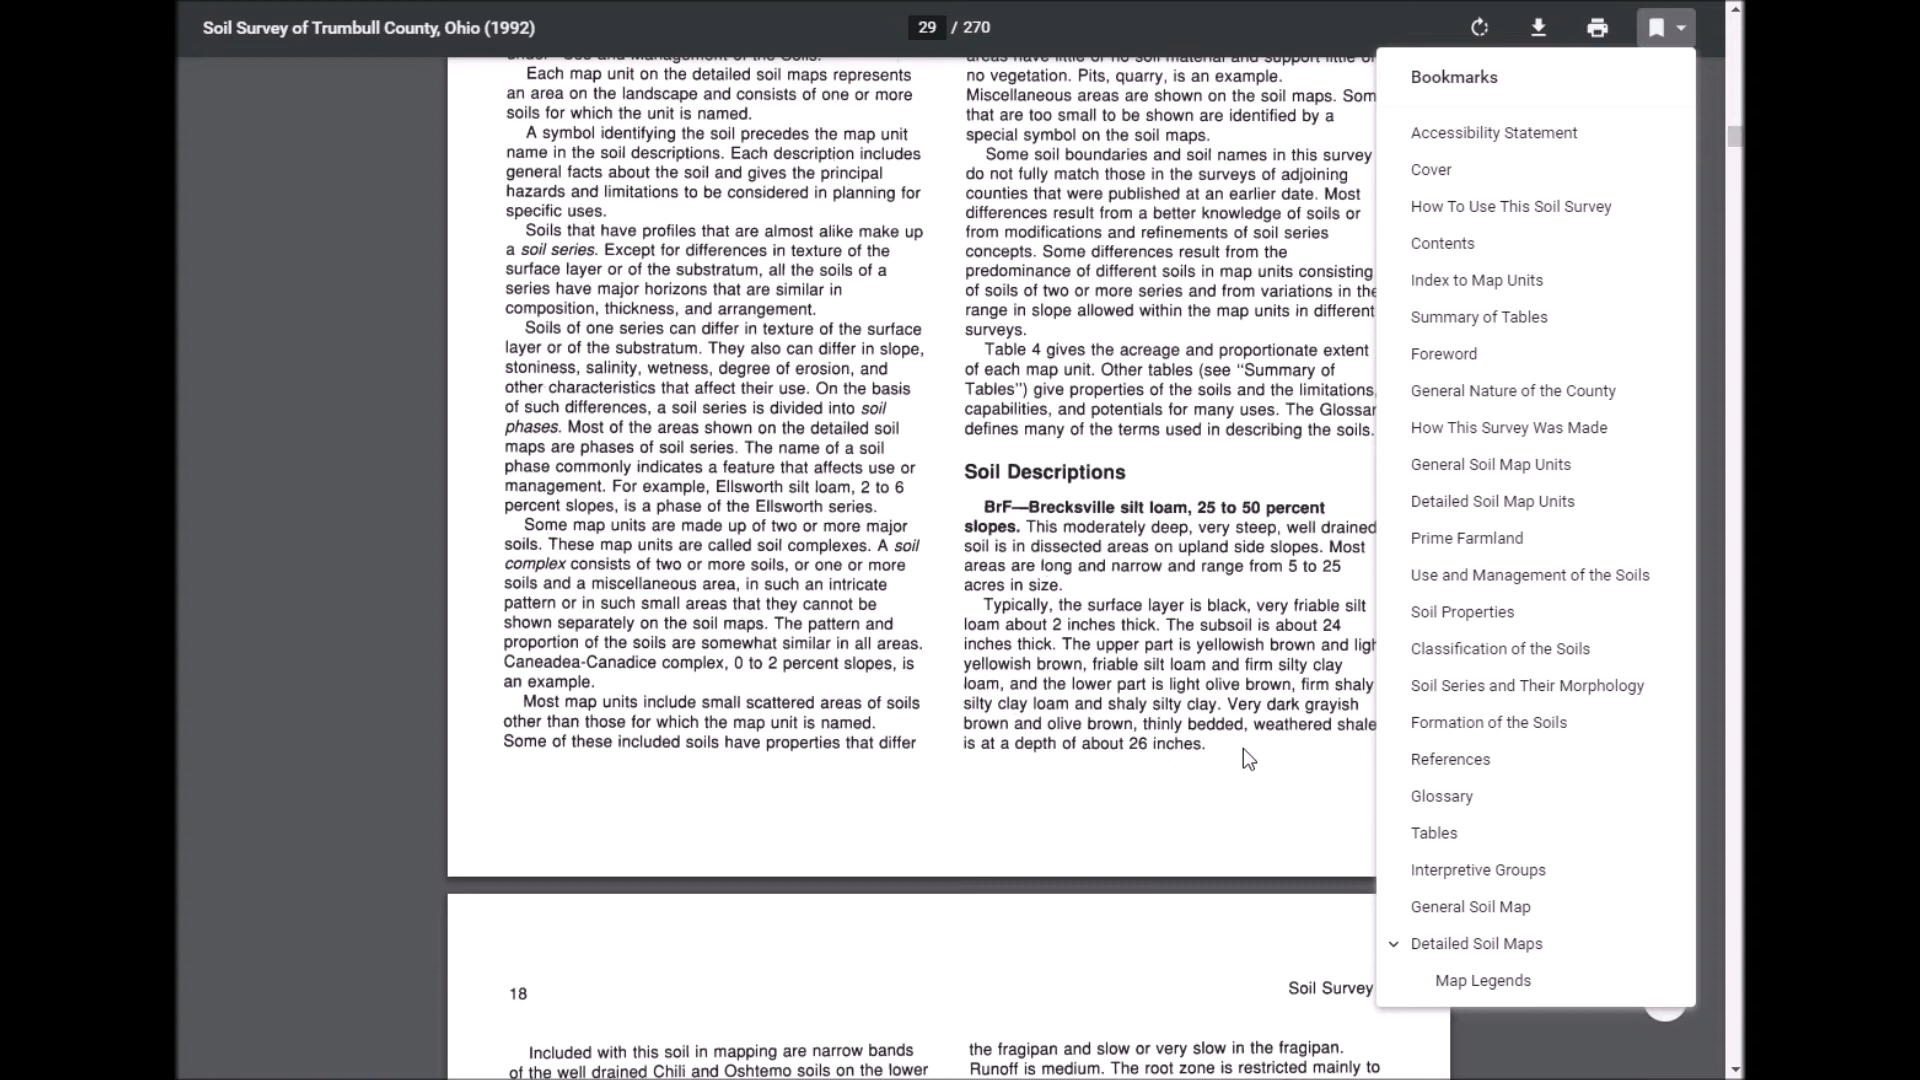 Soil Survey of Trumbull County, Ohio (1992)
29 / 270
Each map unit on the detailed soil maps represents
an area on the landscape and consists of one or more
soils for which the unit is named.
A symbol identifying the soil precedes the map unit
name in the soil descriptions. Each description includes
general facts about the soil and gives the principal
hazards and limitations to be considered in planning for
specific uses.
Soils that have profiles that are almost alike make up
a soil series. Except for differences in texture of the
surface layer or of the substratum, all the soils of a
series have major horizons that are similar in
composition, thickness, and arrangement.
Soils of one series can differ in texture of the surface
layer or of the substratum. They also can differ in slope,
stoniness, salinity, wetness, degree of erosion, and
other characteristics that affect their use. On the basis
of such differences, a soil series is divided into soil
phases. Most of the areas shown on the detailed soil
maps are phases of soil series. The name of a soil
phase commonly indicates a feature that affects use or
management. For example, Ellsworth silt loam, 2 to 6
percent slopes, is a phase of the Ellsworth series.
Some map units are made up of two or more major
soils. These map units are called soil complexes. A soil
complex consists of two or more soils, or one or more
soils and a miscellaneous area, in such an intricate
pattern or in such small areas that they cannot be
shown separately on the soil maps. The pattern and
proportion of the soils are somewhat similar in all areas.
Caneadea-Canadice complex, 0 to 2 percent slopes, is
an example.
Most map units include small scattered areas of soils
other than those for which the map unit is named.
Some of these included soils have properties that differ
areas have little or no soil material and support little or
no vegetation. Pits, quarry, is an example.
Miscellaneous areas are shown on the soil maps. Som
that are too small to be shown are identified by a
special symbol on the soil maps.
Some soil boundaries and soil names in this survey
do not fully match those in the surveys of adjoining
counties that were published at an earlier date. Most
differences result from a better knowledge of soils or
from modifications and refinements of soil series
concepts. Some differences result from the
predominance of different soils in map units consisting
of soils of two or more series and from variations in the
range in slope allowed within the map units in different
surveys.
Table 4 gives the acreage and proportionate extent
of each map unit. Other tables (see “Summary of
Tables”) give properties of the soils and the limitations,
capabilities, and potentials for many uses. The Glossar
defines many of the terms used in describing the soils.
Soil Descriptions
BrF—Brecksville silt loam, 25 to 50 percent
slopes. This moderately deep, very steep, well drained
soil is in dissected areas on upland side slopes. Most
areas are long and narrow and range from 5 to 25
acres in size.
Typically, the surface layer is black, very friable silt
loam about 2 inches thick. The subsoil is about 24
inches thick. The upper part is yellowish brown and ligh
yellowish brown, friable silt loam and firm silty clay
loam, and the lower part is light olive brown, firm shaly
silty clay loam and shaly silty clay. Very dark grayish
brown and olive brown, thinly bedded, weathered shale
is at a depth of about 26 inches.
18
Soil Survey
Included with this soil in mapping are narrow bands
of the well drained Chili and Oshtemo soils on the lower
the fragipan and slow or very slow in the fragipan.
Runoff is medium. The root zone is restricted mainly to
Bookmarks
Accessibility Statement
Cover
How To Use This Soil Survey
Contents
Index to Map Units
Summary of Tables
Foreword
General Nature of the County
How This Survey Was Made
General Soil Map Units
Detailed Soil Map Units
Prime Farmland
Use and Management of the Soils
Soil Properties
Classification of the Soils
Soil Series and Their Morphology
Formation of the Soils
References
Glossary
Tables
Interpretive Groups
General Soil Map
Detailed Soil Maps
Map Legends